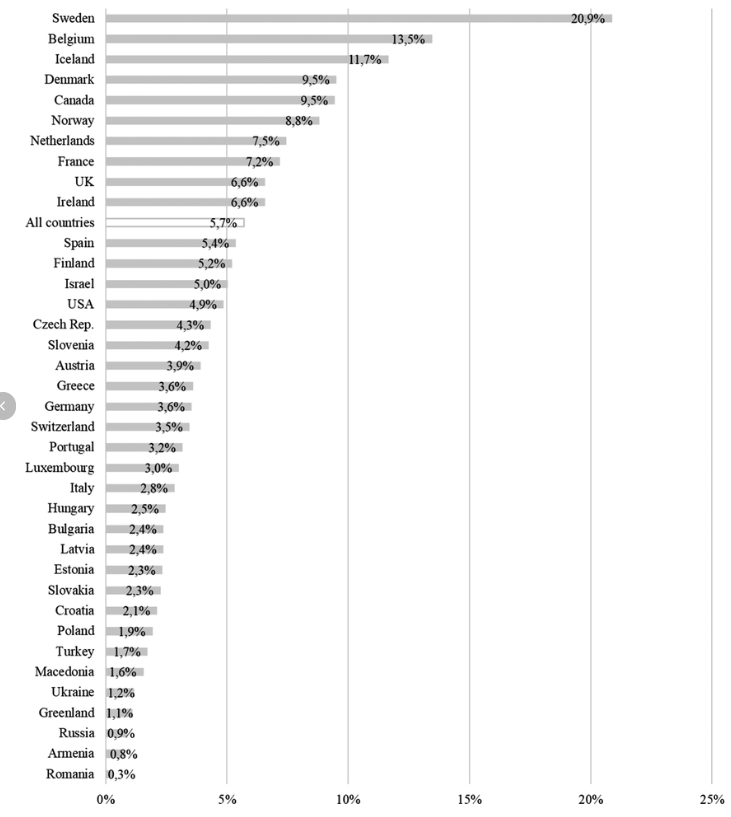 Sweden 20,9%
Belgium 13,5%
Iceland 11,7%
Denmark 9,5%
Canada 9,5%
Norway 8,8%
Netherlands 7,5%
France 7,2%
UK 6,6%
Ireland 6,6%
All countries 5,7%
Spain 5,4%
Finland 5,2%
Israel 5,0%
USA 4,9%
Czech Rep. 4,3%
Slovenia 4,2%
Austria 3,9%
Greece 3,6%
Germany 3,6%
Switzerland 3,5%
Portugal 3,2%
Luxembourg 3,0%
Italy 2,8%
Hungary 2,5%
Bulgaria 2,4%
Latvia 2,4%
Estonia 2,3%
Slovakia 2,3%
Croatia 2,1%
Poland 1,9%
Turkey 1,7%
Macedonia 1,6%
Ukraine 1,2%
Greenland 1,1%
Russia 0,9%
Armenia 0,8%
Romania 0,3%
0% 5% 10% 15% 20% 25%